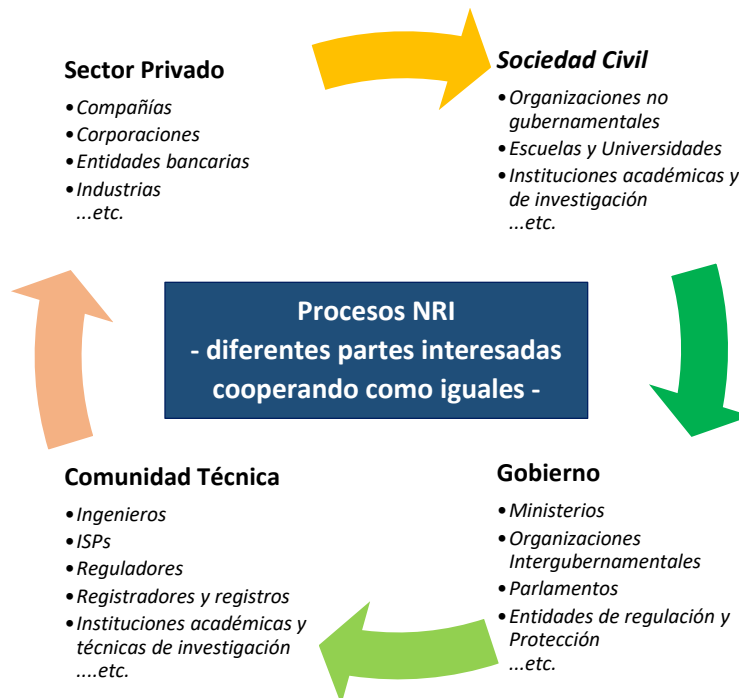 Sector Privado
•Compañías
•Corporaciones
•Entidades bancarias
•Industrias
...etc.
Sociedad Civil
•Organizaciones no
gubernamentales
•Escuelas y Universidades
•Instituciones académicas y
de investigación
...etc.
Procesos NRI
- diferentes partes interesadas
cooperando como iguales -
Comunidad Técnica
•Ingenieros
•ISPs
•Reguladores
•Registradores y registros
•Instituciones académicas y
técnicas de investigación
....etc.
Gobierno
•Ministerios
•Organizaciones
Intergubernamentales
•Parlamentos
•Entidades de regulación y
Protección
...etc.